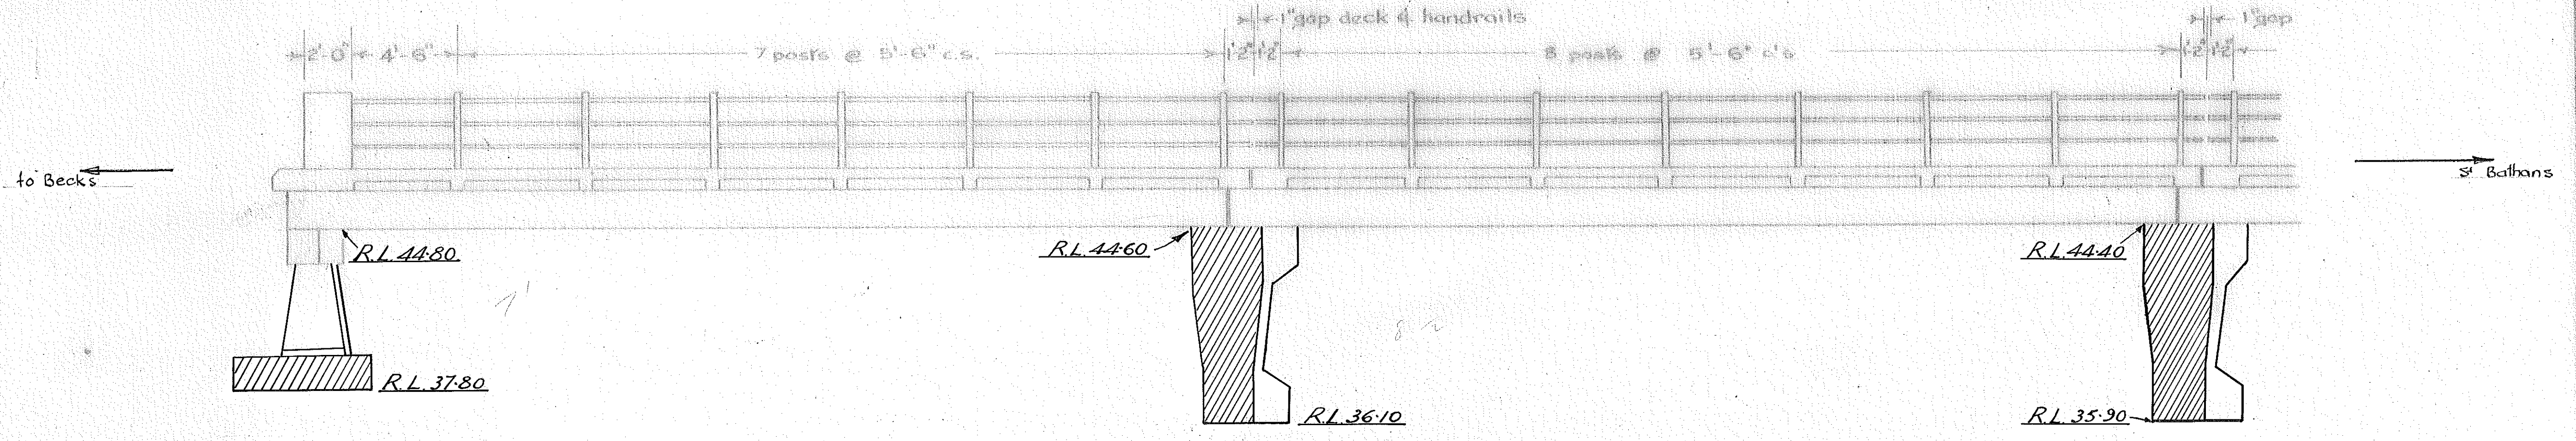 1" gap deck & handrails
1" gap
2'-0" 4'-6" 7 posts @ 5'-6" c.s. 1'2" 1'2" 8 posts @ 5'-6" c's 1'2" 1'2"
to Becks
St Bathans
R.L. 44·80
R.L. 44·60
R.L. 44·40
R.L. 37·80
R.L. 36·10
R.L. 35·90